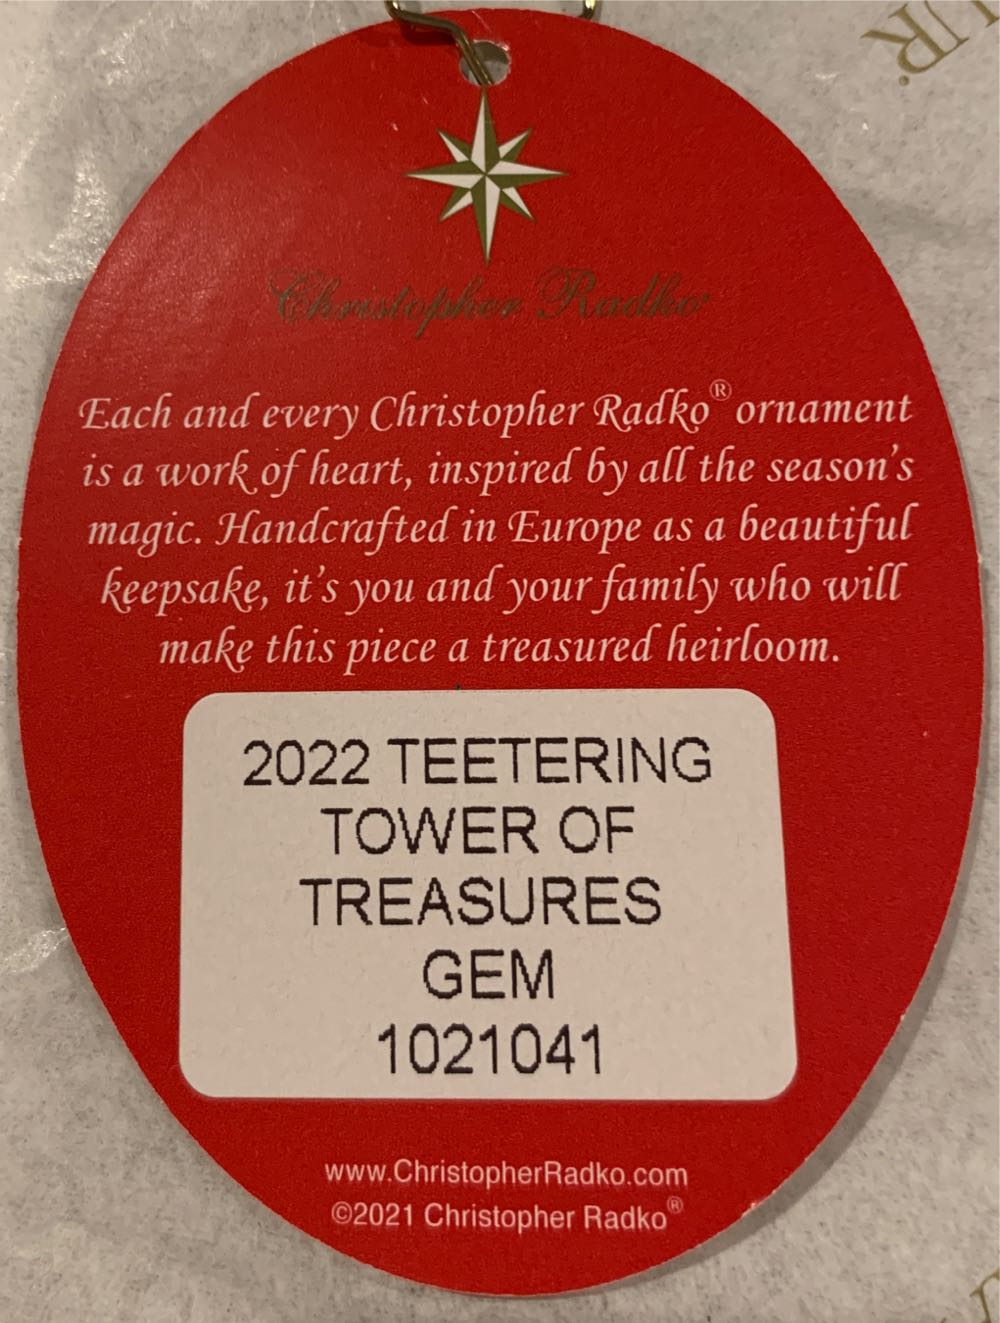 UR
Christopher Radko
Each and every Christopher Radko® ornament
is a work of heart, inspired by all the season's
magic. Handcrafted in Europe as a beautiful
keepsake, it's you and your family who will
make this piece a treasured heirloom.
2022 TEETERING
TOWER OF
TREASURES
GEM
1021041
www.ChristopherRadko.com
©2021 Christopher Radko®